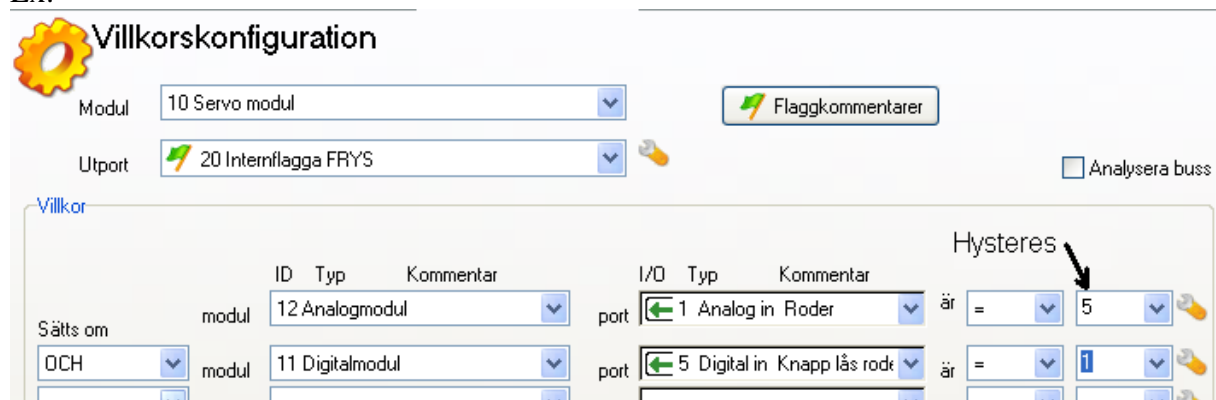 Ex:
Villkorskonfiguration
Modul 10 Servo modul Flaggkommentarer
Utport 20 Internflagga FRYS Analysera buss
Villkor
Hysteres
ID Typ Kommentar I/O Typ Kommentar
Sätts om modul 12 Analogmodul port 1 Analog in Roder är = 5
OCH modul 11 Digitalmodul port 5 Digital in Knapp lås rode är = 1